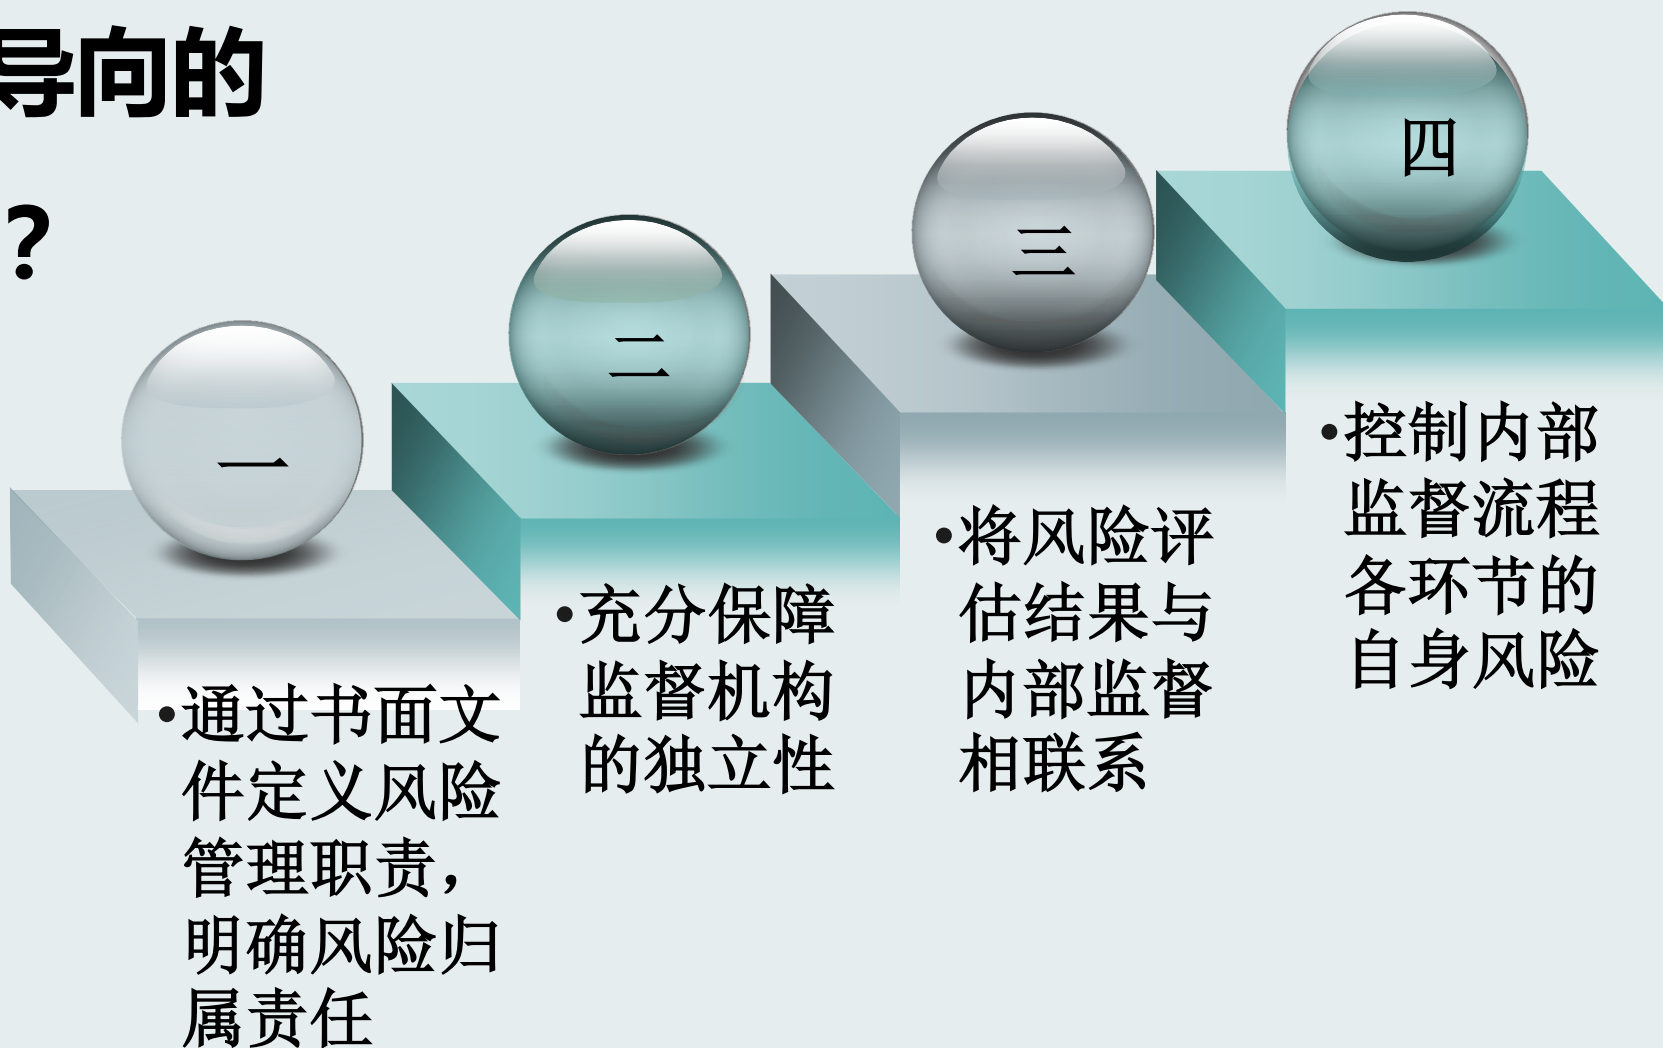 导向的
？
一
通过书面文
件定义风险
管理职责，
明确风险归
属责任
二
充分保障
监督机构
的独立性
三
将风险评
估结果与
内部监督
相联系
四
控制内部
监督流程
各环节的
自身风险